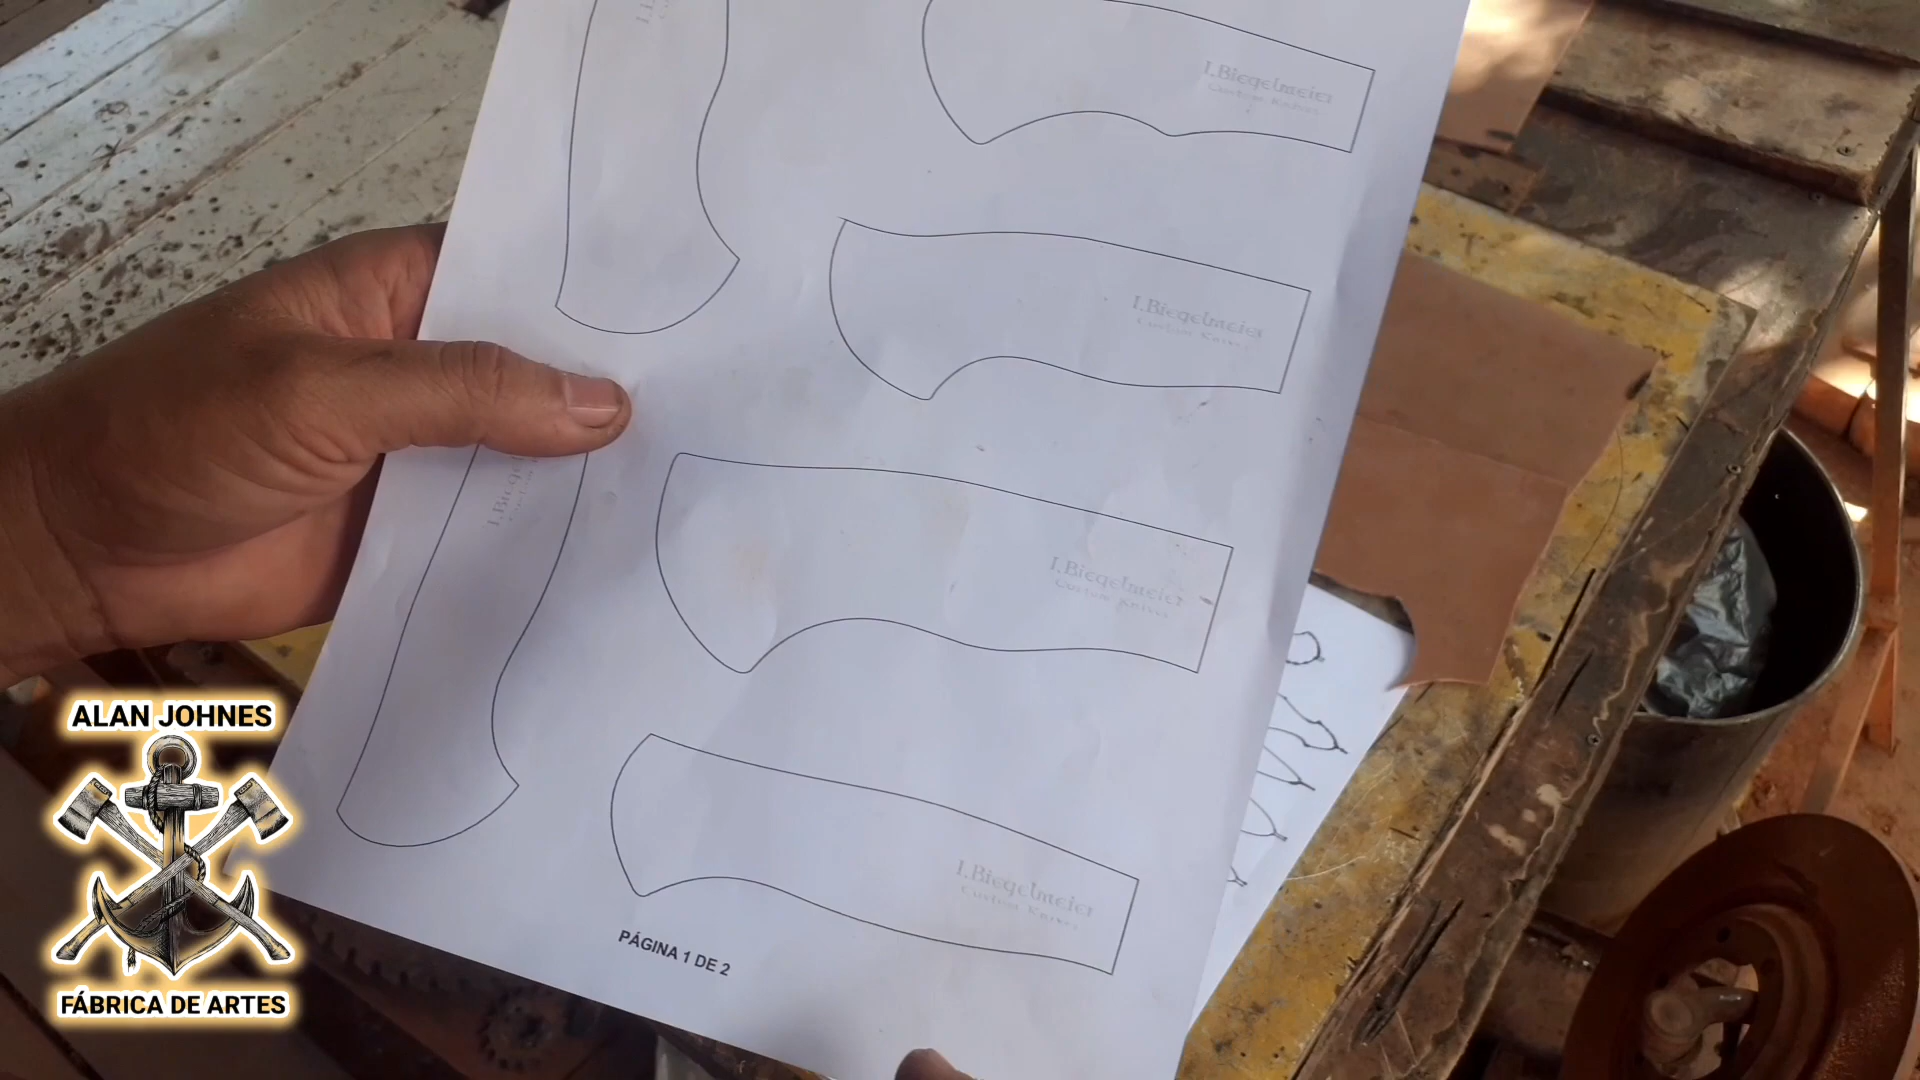 I.Biegelmeier
Custom Knives
I.Biegelmeier
Custom Knives
I.Biegelmeier
Custom Knives
I.Biegelmeier
Custom Knives
PÁGINA 1 DE 2
ALAN JOHNES
FÁBRICA DE ARTES